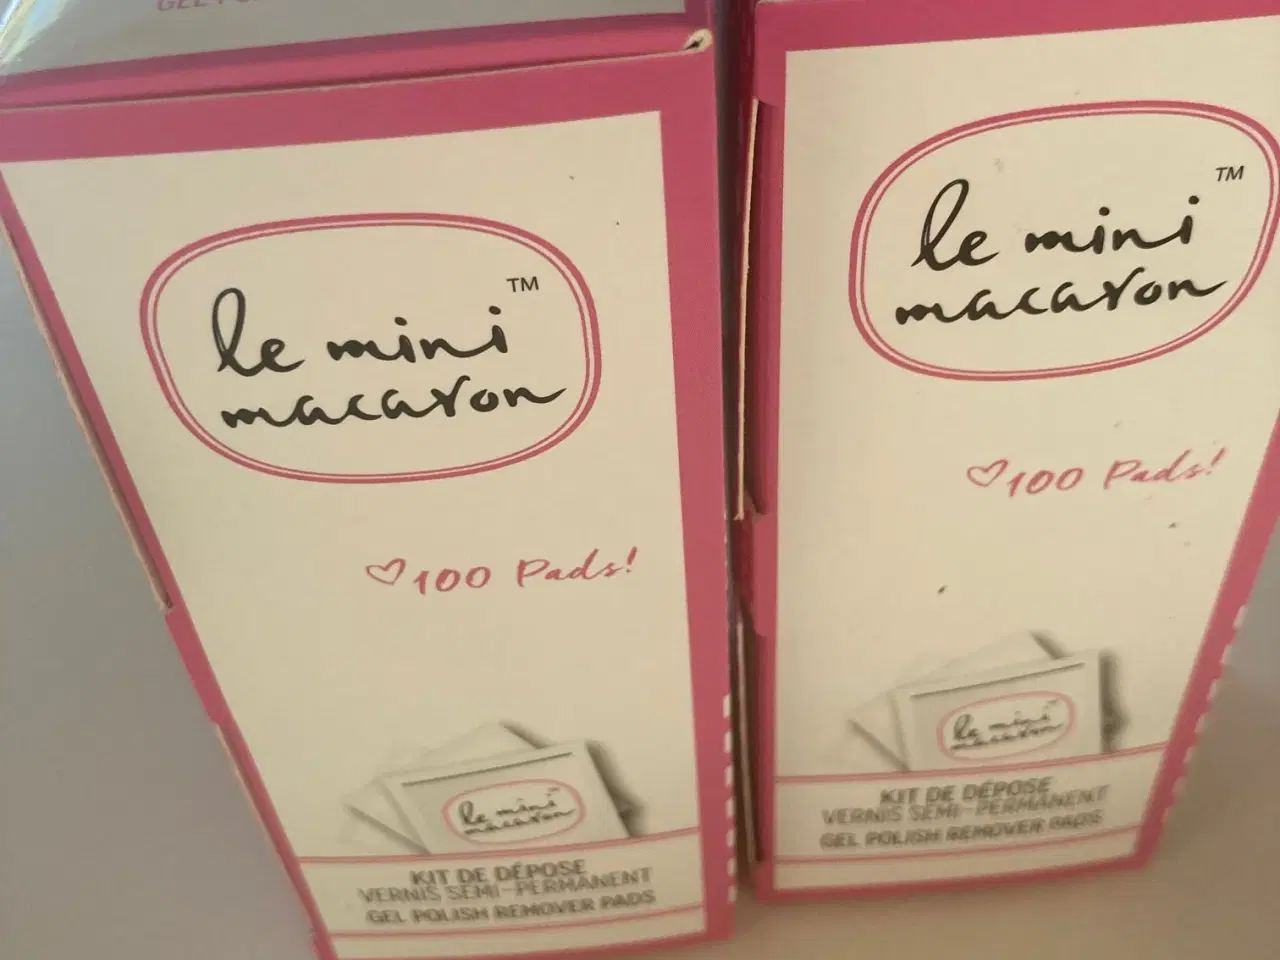 le mini
macaron
TM
♡100 Pads!
le mini
macaron
KIT DE DÉPOSE
VERNIS SEMI-PERMANENT
GEL POLISH REMOVER PADS
le mini
macaron
TM
♡100 Pads!
le mini
macaron
KIT DE DÉPOSE
VERNIS SEMI-PERMANENT
GEL POLISH REMOVER PADS